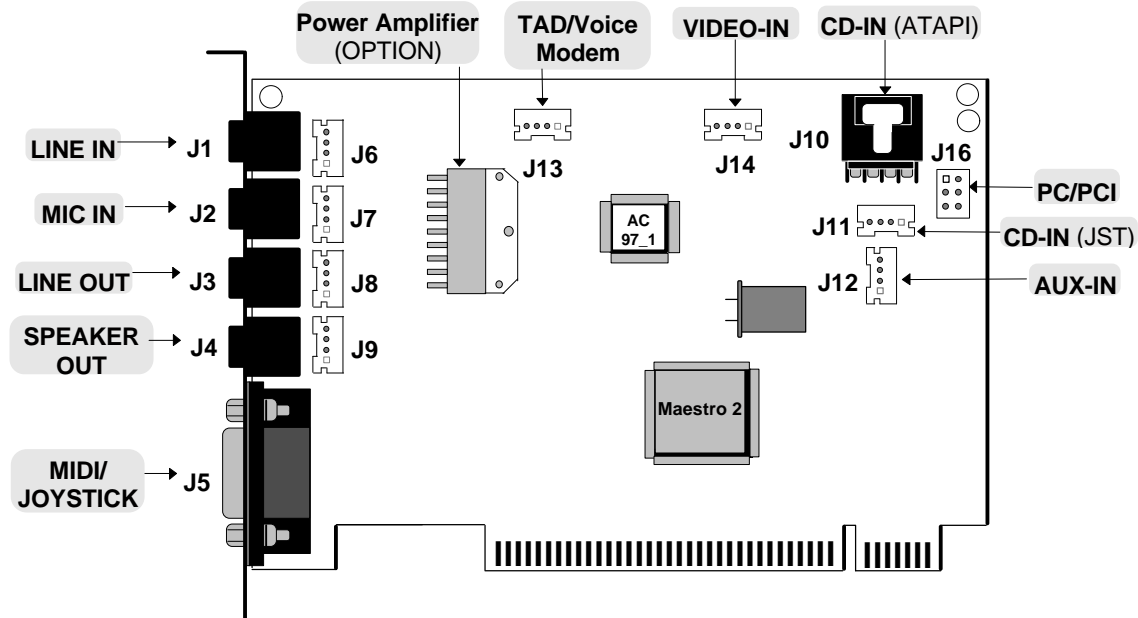 Power Amplifier
(OPTION)
TAD/Voice
Modem
VIDEO-IN
CD-IN (ATAPI)
LINE IN
J1
J6
J13
J14
J10
J16
MIC IN
J2
J7
AC
97_1
J11
PC/PCI
CD-IN (JST)
LINE OUT
J3
J8
J12
AUX-IN
SPEAKER
OUT
J4
J9
Maestro 2
MIDI/
JOYSTICK
J5